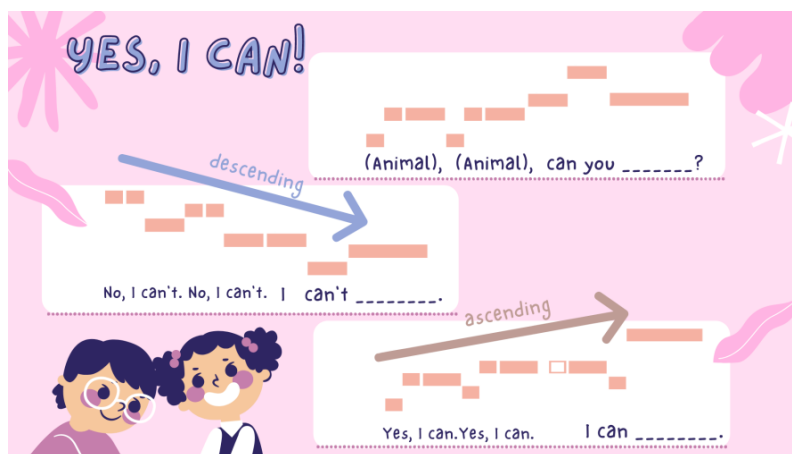 YES, I CAN!
(Animal), (Animal), can you _______?
descending
No, I can't. No, I can't. I can't ________.
ascending
Yes, I can.Yes, I can. I can ________.